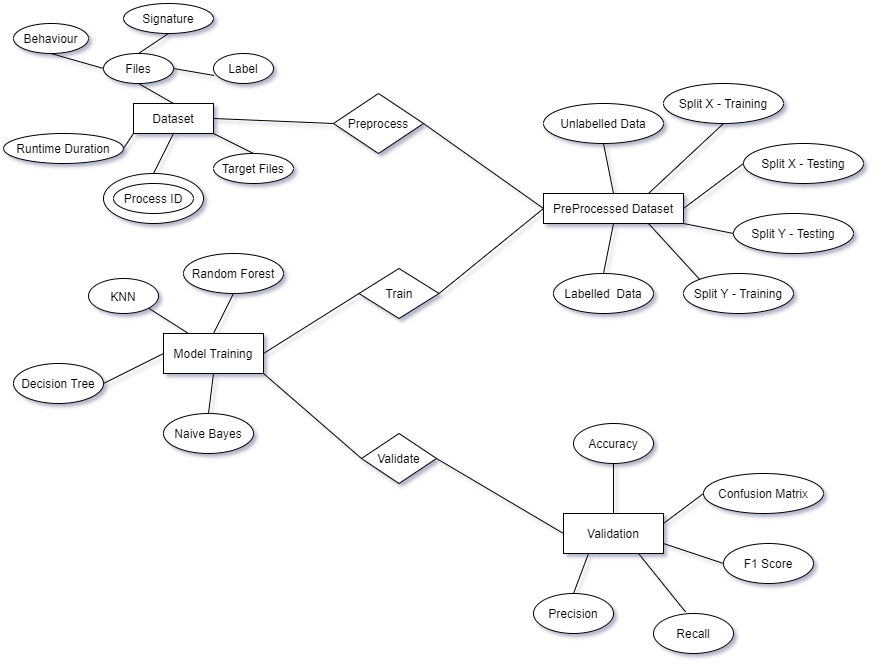 Signature
Behaviour
Files
Label
Dataset
Preprocess
Runtime Duration
Target Files
Process ID
Unlabelled Data
Split X - Training
Split X - Testing
PreProcessed Dataset
Split Y - Testing
Labelled  Data
Split Y - Training
Random Forest
KNN
Train
Model Training
Decision Tree
Naive Bayes
Validate
Accuracy
Confusion Matrix
Validation
F1 Score
Precision
Recall